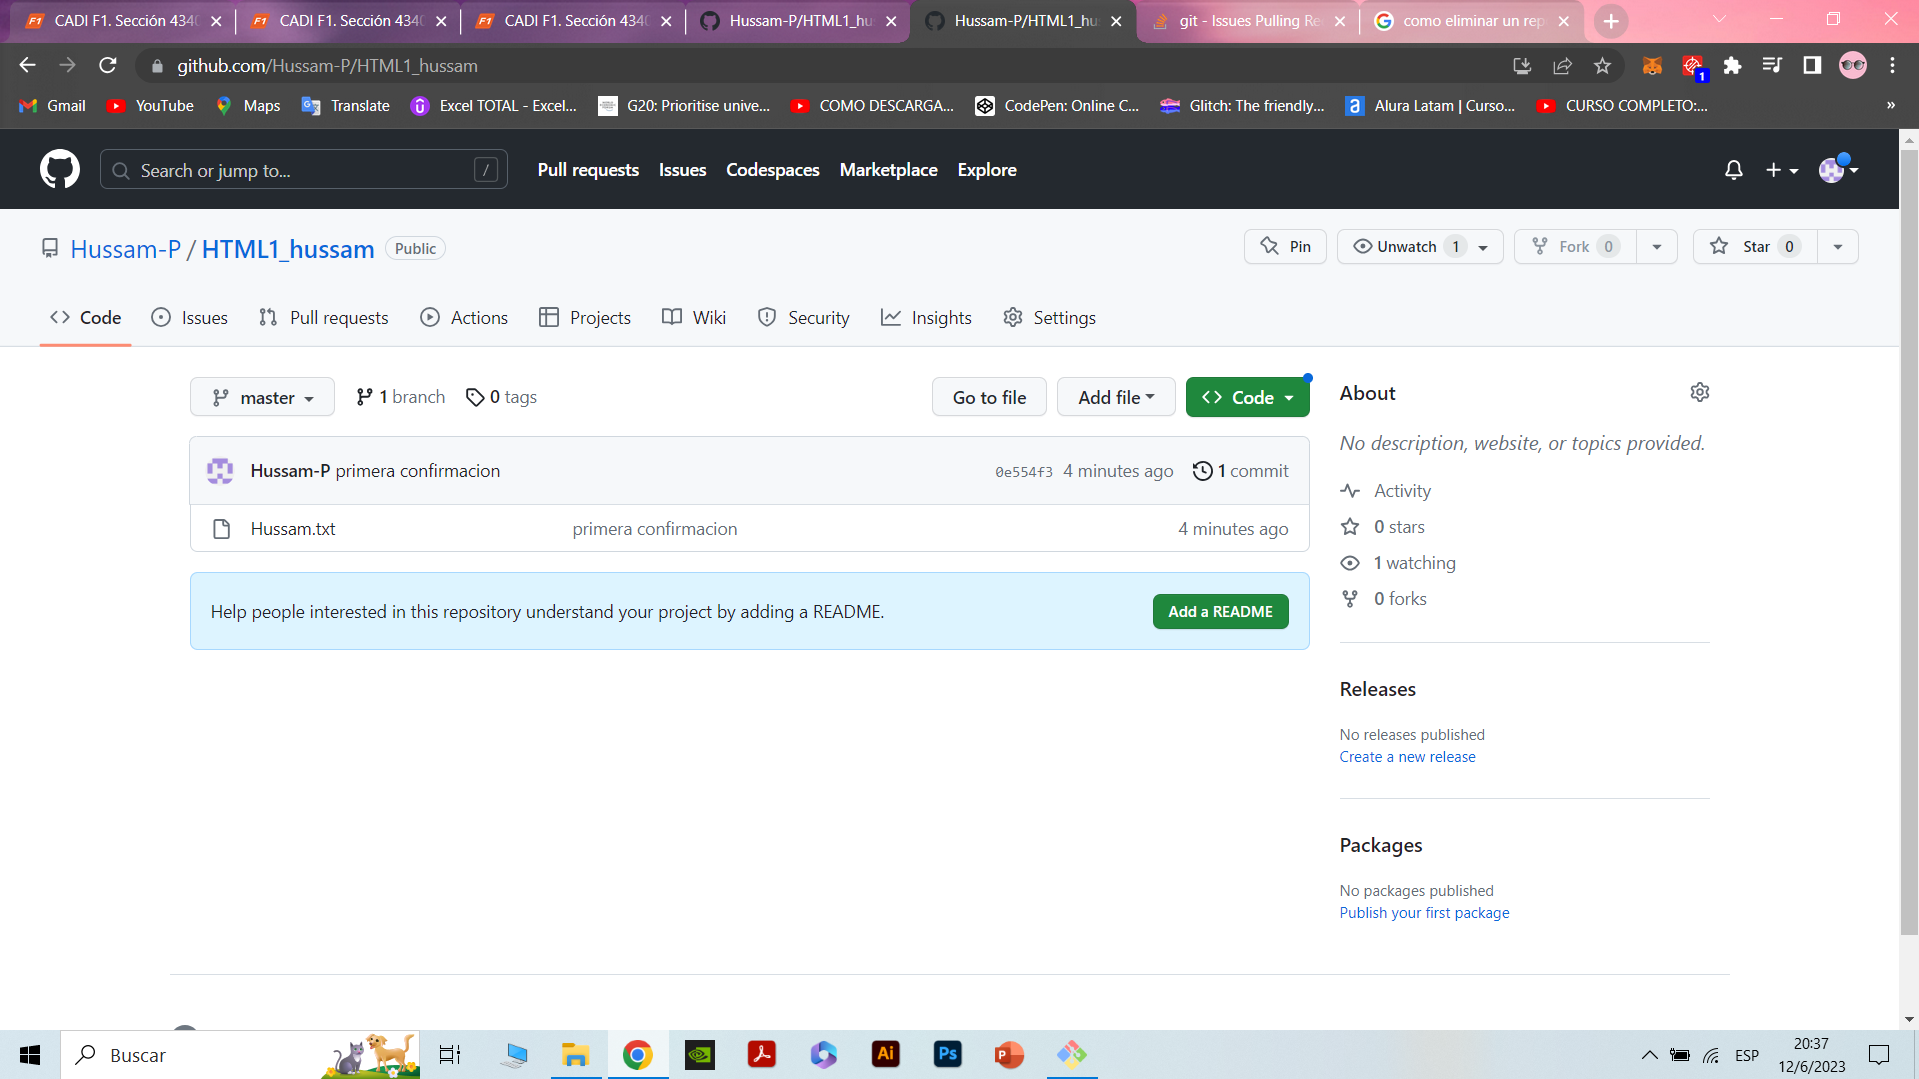 CADI F1. Sección 4340
CADI F1. Sección 4340
CADI F1. Sección 4340
Hussam-P/HTML1_hu
Hussam-P/HTML1_hu
git - Issues Pulling Re
como eliminar un rep
github.com/Hussam-P/HTML1_hussam
1
Gmail
YouTube
Maps
Translate
Excel TOTAL - Excel...
G20: Prioritise unive...
COMO DESCARGA...
CodePen: Online C...
Glitch: The friendly...
Alura Latam | Curso...
CURSO COMPLETO:...
»
Search or jump to... /
Pull requests Issues Codespaces Marketplace Explore
Hussam-P / HTML1_hussam Public
Pin
Unwatch 1
Fork 0
Star 0
Code Issues Pull requests Actions Projects Wiki Security Insights Settings
master 1 branch 0 tags
Go to file Add file Code
Hussam-P primera confirmacion 0e554f3 4 minutes ago 1 commit
Hussam.txt primera confirmacion 4 minutes ago
Help people interested in this repository understand your project by adding a README. Add a README
About
No description, website, or topics provided.
Activity
0 stars
1 watching
0 forks
Releases
No releases published
Create a new release
Packages
No packages published
Publish your first package
Buscar
Ai
Ps
ESP
20:37
12/6/2023